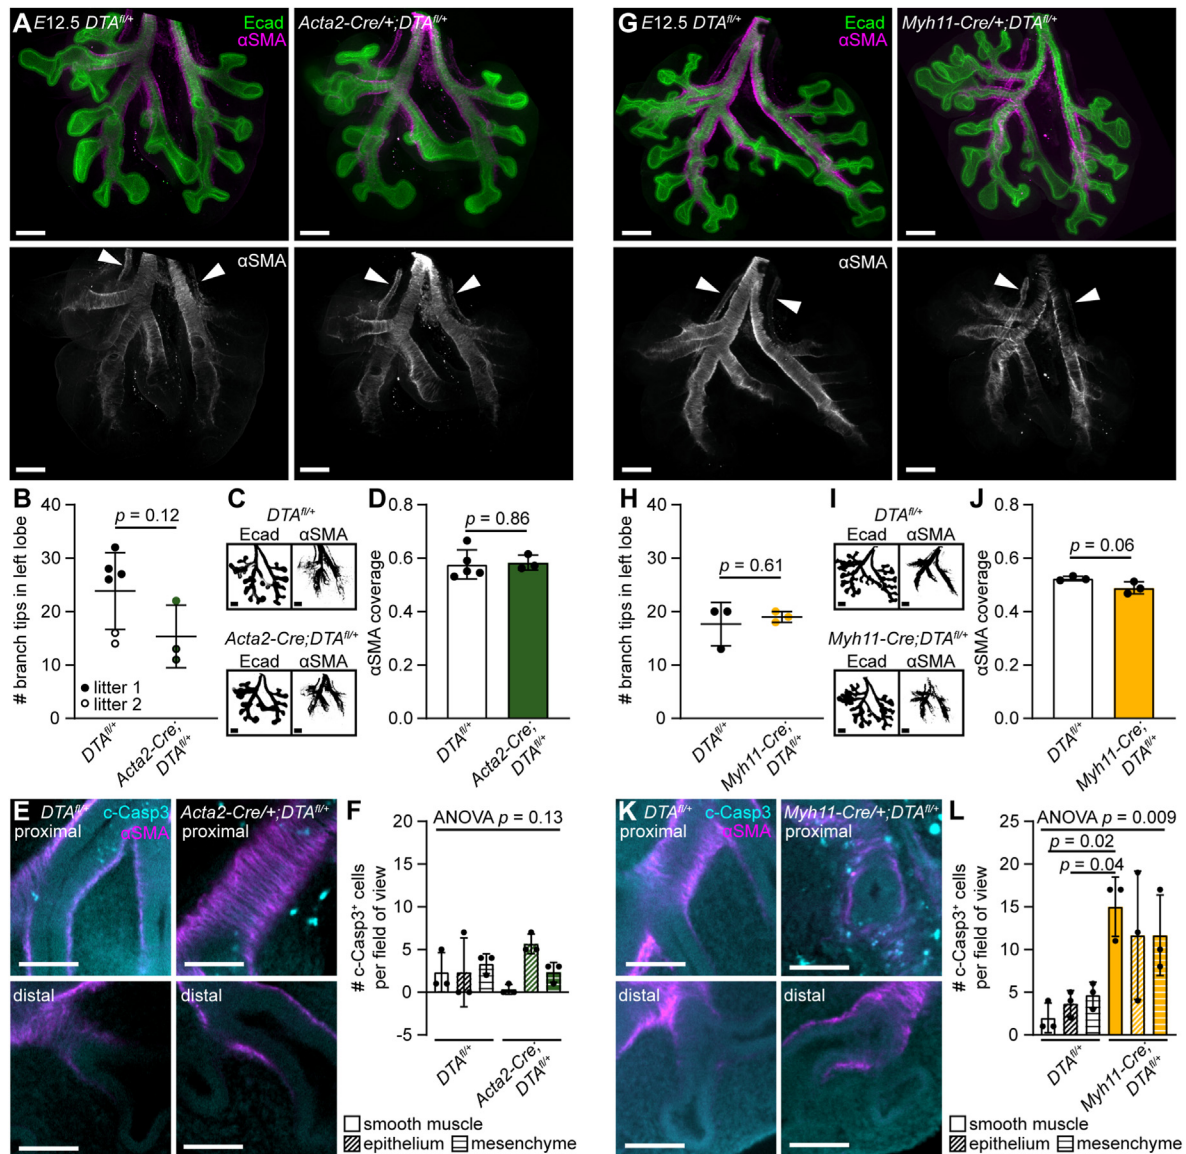 A E12.5 DTAfl/+ Ecad
αSMA
Acta2-Cre/+;DTAfl/+
αSMA
G E12.5 DTAfl/+ Ecad
αSMA
Myh11-Cre/+;DTAfl/+
αSMA
B
# branch tips in left lobe
40
30
20
10
0
p = 0.12
litter 1
litter 2
DTAfl/+
Acta2-Cre;
DTAfl/+
C
DTAfl/+
Ecad αSMA
Acta2-Cre;DTAfl/+
Ecad αSMA
D
αSMA coverage
0.8
0.6
0.4
0.2
0.0
p = 0.86
DTAfl/+
Acta2-Cre;
DTAfl/+
H
# branch tips in left lobe
40
30
20
10
0
p = 0.61
DTAfl/+
Myh11-Cre;
DTAfl/+
I
DTAfl/+
Ecad αSMA
Myh11-Cre;DTAfl/+
Ecad αSMA
J
αSMA coverage
0.8
0.6
0.4
0.2
0.0
p = 0.06
DTAfl/+
Myh11-Cre;
DTAfl/+
E DTAfl/+ c-Casp3
proximal αSMA
Acta2-Cre/+;DTAfl/+
proximal
distal
distal
F
# c-Casp3+ cells
per field of view
20
15
10
5
0
-5
ANOVA p = 0.13
DTAfl/+
Acta2-Cre;
DTAfl/+
smooth muscle
epithelium mesenchyme
K DTAfl/+ c-Casp3
proximal αSMA
Myh11-Cre/+;DTAfl/+
proximal
distal
distal
L
# c-Casp3+ cells
per field of view
25
20
15
10
5
0
ANOVA p = 0.009
p = 0.02
p = 0.04
DTAfl/+
Myh11-Cre;
DTAfl/+
smooth muscle
epithelium mesenchyme